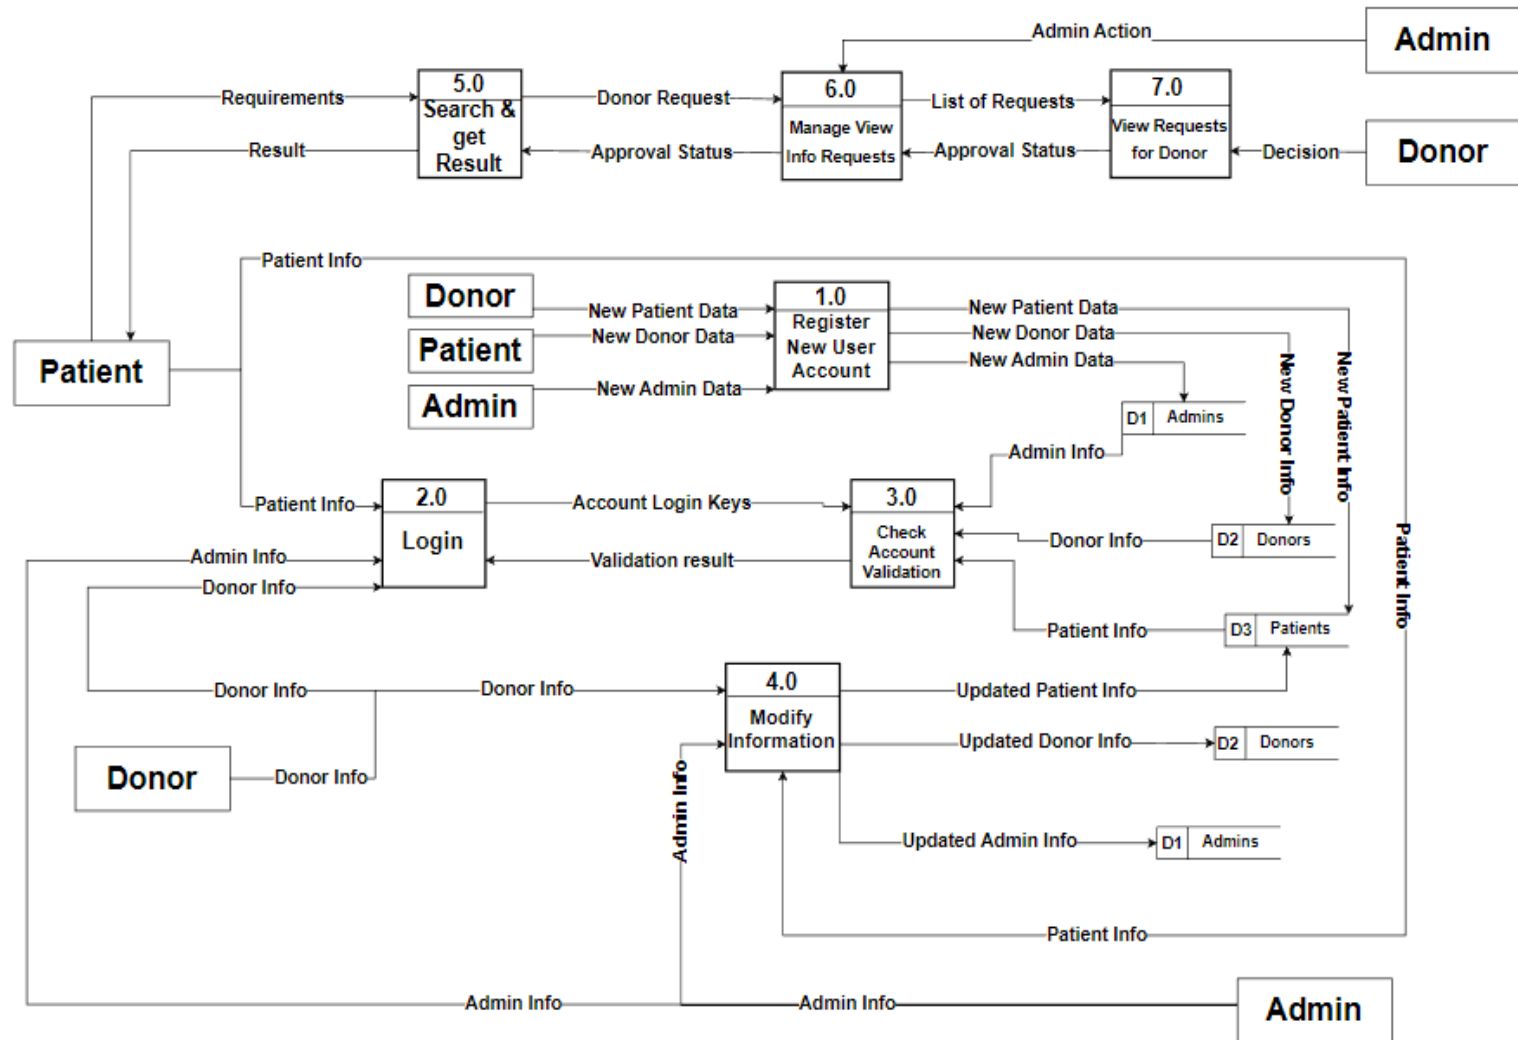 Admin Action
Admin
5.0
Search &
get
Result
6.0
Manage View
Info Requests
7.0
View Requests
for Donor
Requirements
Donor Request
List of Requests
Result
Approval Status
Approval Status
Decision
Donor
Patient Info
Donor
New Patient Data
1.0
Register
New User
Account
New Patient Data
Patient
New Donor Data
New Donor Data
Admin
New Admin Data
New Admin Data
Patient
New Donor Info
New Patient Info
D1
Admins
Admin Info
Patient Info
2.0
Login
Account Login Keys
3.0
Check
Account
Validation
Admin Info
Donor Info
Validation result
Donor Info
D2
Donors
Patient Info
Patient Info
D3
Patients
Donor Info
Donor Info
4.0
Modify
Information
Updated Patient Info
Updated Donor Info
D2
Donors
Donor
Donor Info
Admin Info
Updated Admin Info
D1
Admins
Patient Info
Admin Info
Admin Info
Admin